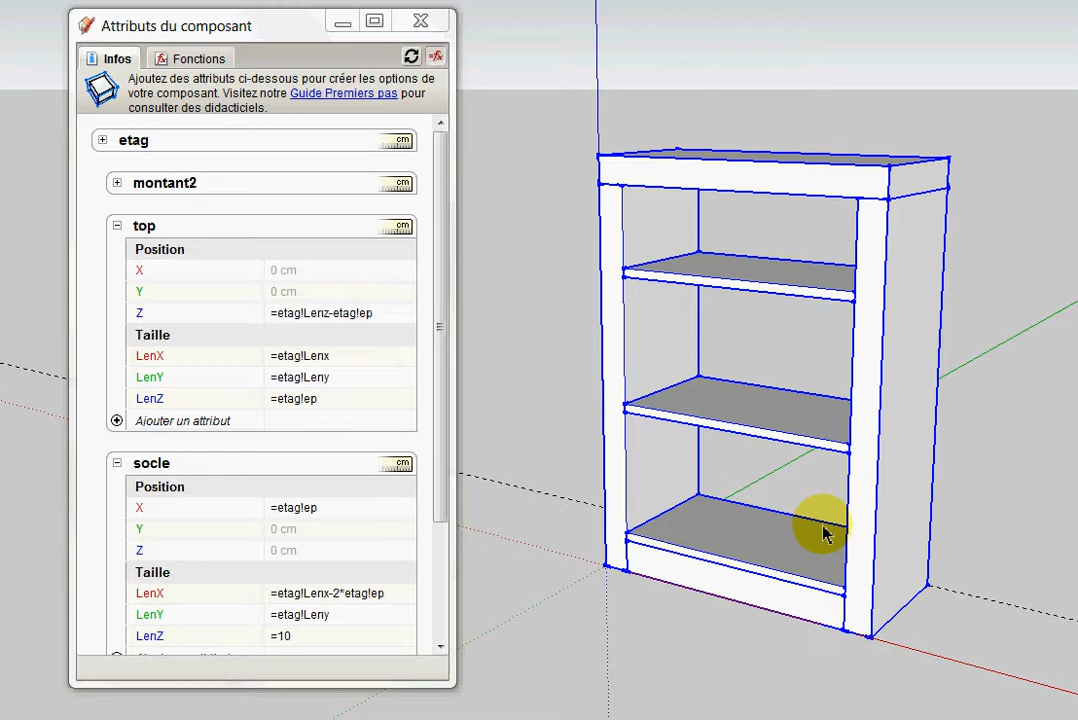 Attributs du composant
Infos
Fonctions
Ajoutez des attributs ci-dessous pour créer les options de
votre composant. Visitez notre Guide Premiers pas pour
consulter des didacticiels.
etag cm
montant2 cm
top cm
Position
X 0 cm
Y 0 cm
Z =etag!Lenz-etag!ep
Taille
LenX =etag!Lenx
LenY =etag!Leny
LenZ =etag!ep
Ajouter un attribut
socle cm
Position
X =etag!ep
Y 0 cm
Z 0 cm
Taille
LenX =etag!Lenx-2*etag!ep
LenY =etag!Leny
LenZ =10